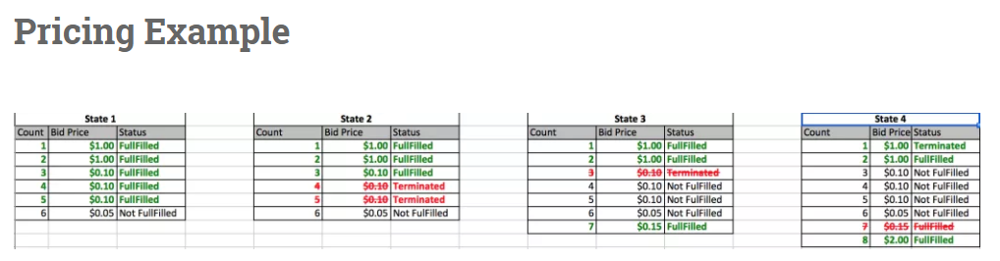 Pricing Example
State 1 State 2 State 3 State 4
Count Bid Price Status Count Bid Price Status Count Bid Price Status Count Bid Price Status
1 $1.00 FullFilled 1 $1.00 FullFilled 1 $1.00 FullFilled 1 $1.00 Terminated
2 $1.00 FullFilled 2 $1.00 FullFilled 2 $1.00 FullFilled 2 $1.00 FullFilled
3 $0.10 FullFilled 3 $0.10 FullFilled 3 $0.10 Terminated 3 $0.10 Not FulFilled
4 $0.10 FullFilled 4 $0.10 Terminated 4 $0.10 Not FulFilled 4 $0.10 Not FulFilled
5 $0.10 FullFilled 5 $0.10 Terminated 5 $0.10 Not FulFilled 5 $0.10 Not FulFilled
6 $0.05 Not FullFilled 6 $0.05 Not FulFilled 6 $0.05 Not FulFilled 6 $0.05 Not FulFilled
7 $0.15 FullFilled 7 $0.15 FullFilled
8 $2.00 FullFilled